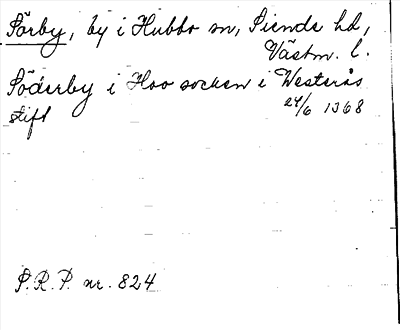 Sörby, by i Hubbo sn, Siende hd,
Västm. l.
Söderby i Hoo socken i Westerås
stift 24/6 1368
S.R.P. nr. 824